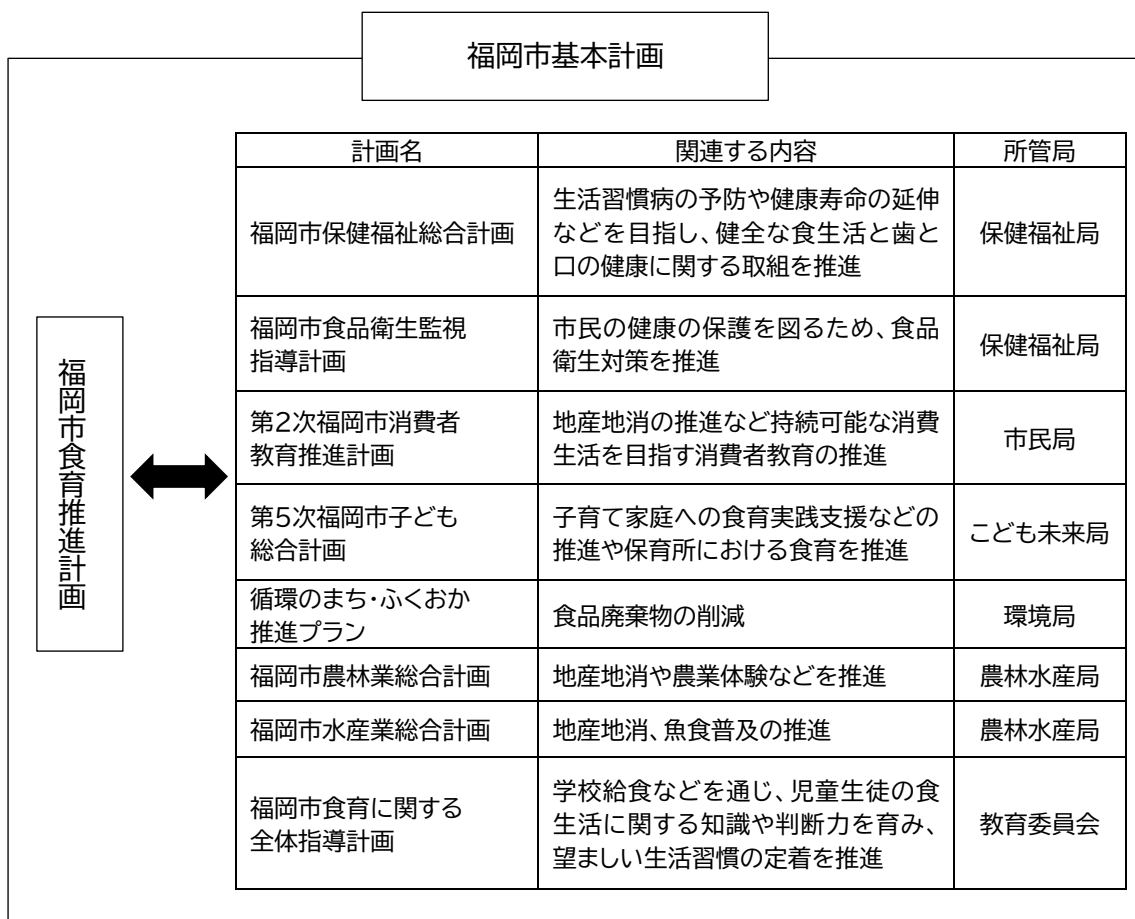 福岡市基本計画
福岡市食育推進計画
計画名 関連する内容 所管局
福岡市保健福祉総合計画
生活習慣病の予防や健康寿命の延伸
などを目指し、健全な食生活と歯と
口の健康に関する取組を推進
保健福祉局
福岡市食品衛生監視
指導計画
市民の健康の保護を図るため、食品
衛生対策を推進
保健福祉局
第2次福岡市消費者
教育推進計画
地産地消の推進など持続可能な消費
生活を目指す消費者教育の推進
市民局
第5次福岡市子ども
総合計画
子育て家庭への食育実践支援などの
推進や保育所における食育を推進
こども未来局
循環のまち・ふくおか
推進プラン
食品廃棄物の削減
環境局
福岡市農林業総合計画
地産地消や農業体験などを推進
農林水産局
福岡市水産業総合計画
地産地消、魚食普及の推進
農林水産局
福岡市食育に関する
全体指導計画
学校給食などを通じ、児童生徒の食
生活に関する知識や判断力を育み、
望ましい生活習慣の定着を推進
教育委員会